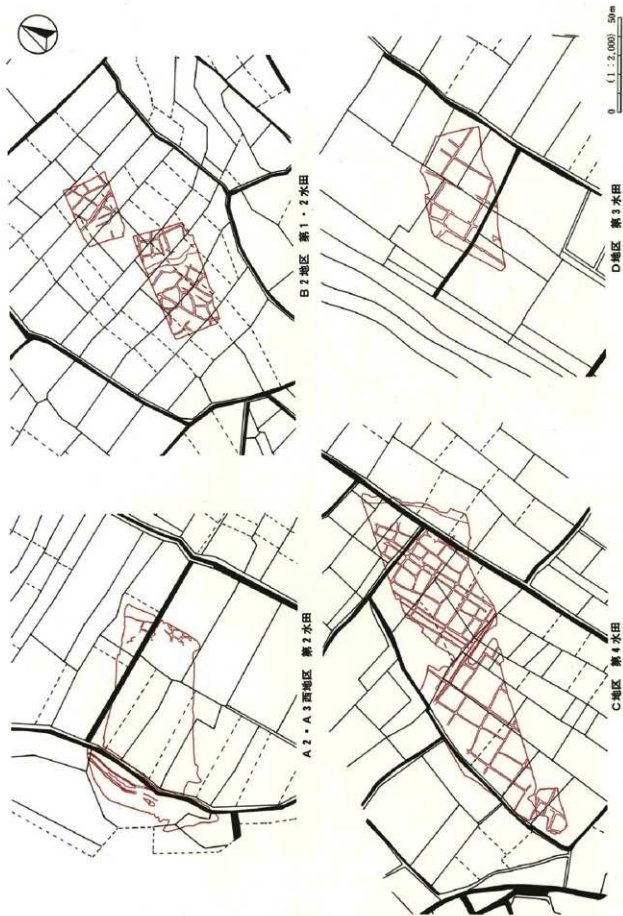 B2地区 第1・2水田
A2・A3西地区 第2水田
D地区 第3水田
C地区 第4水田
0 (1:2,000) 50m